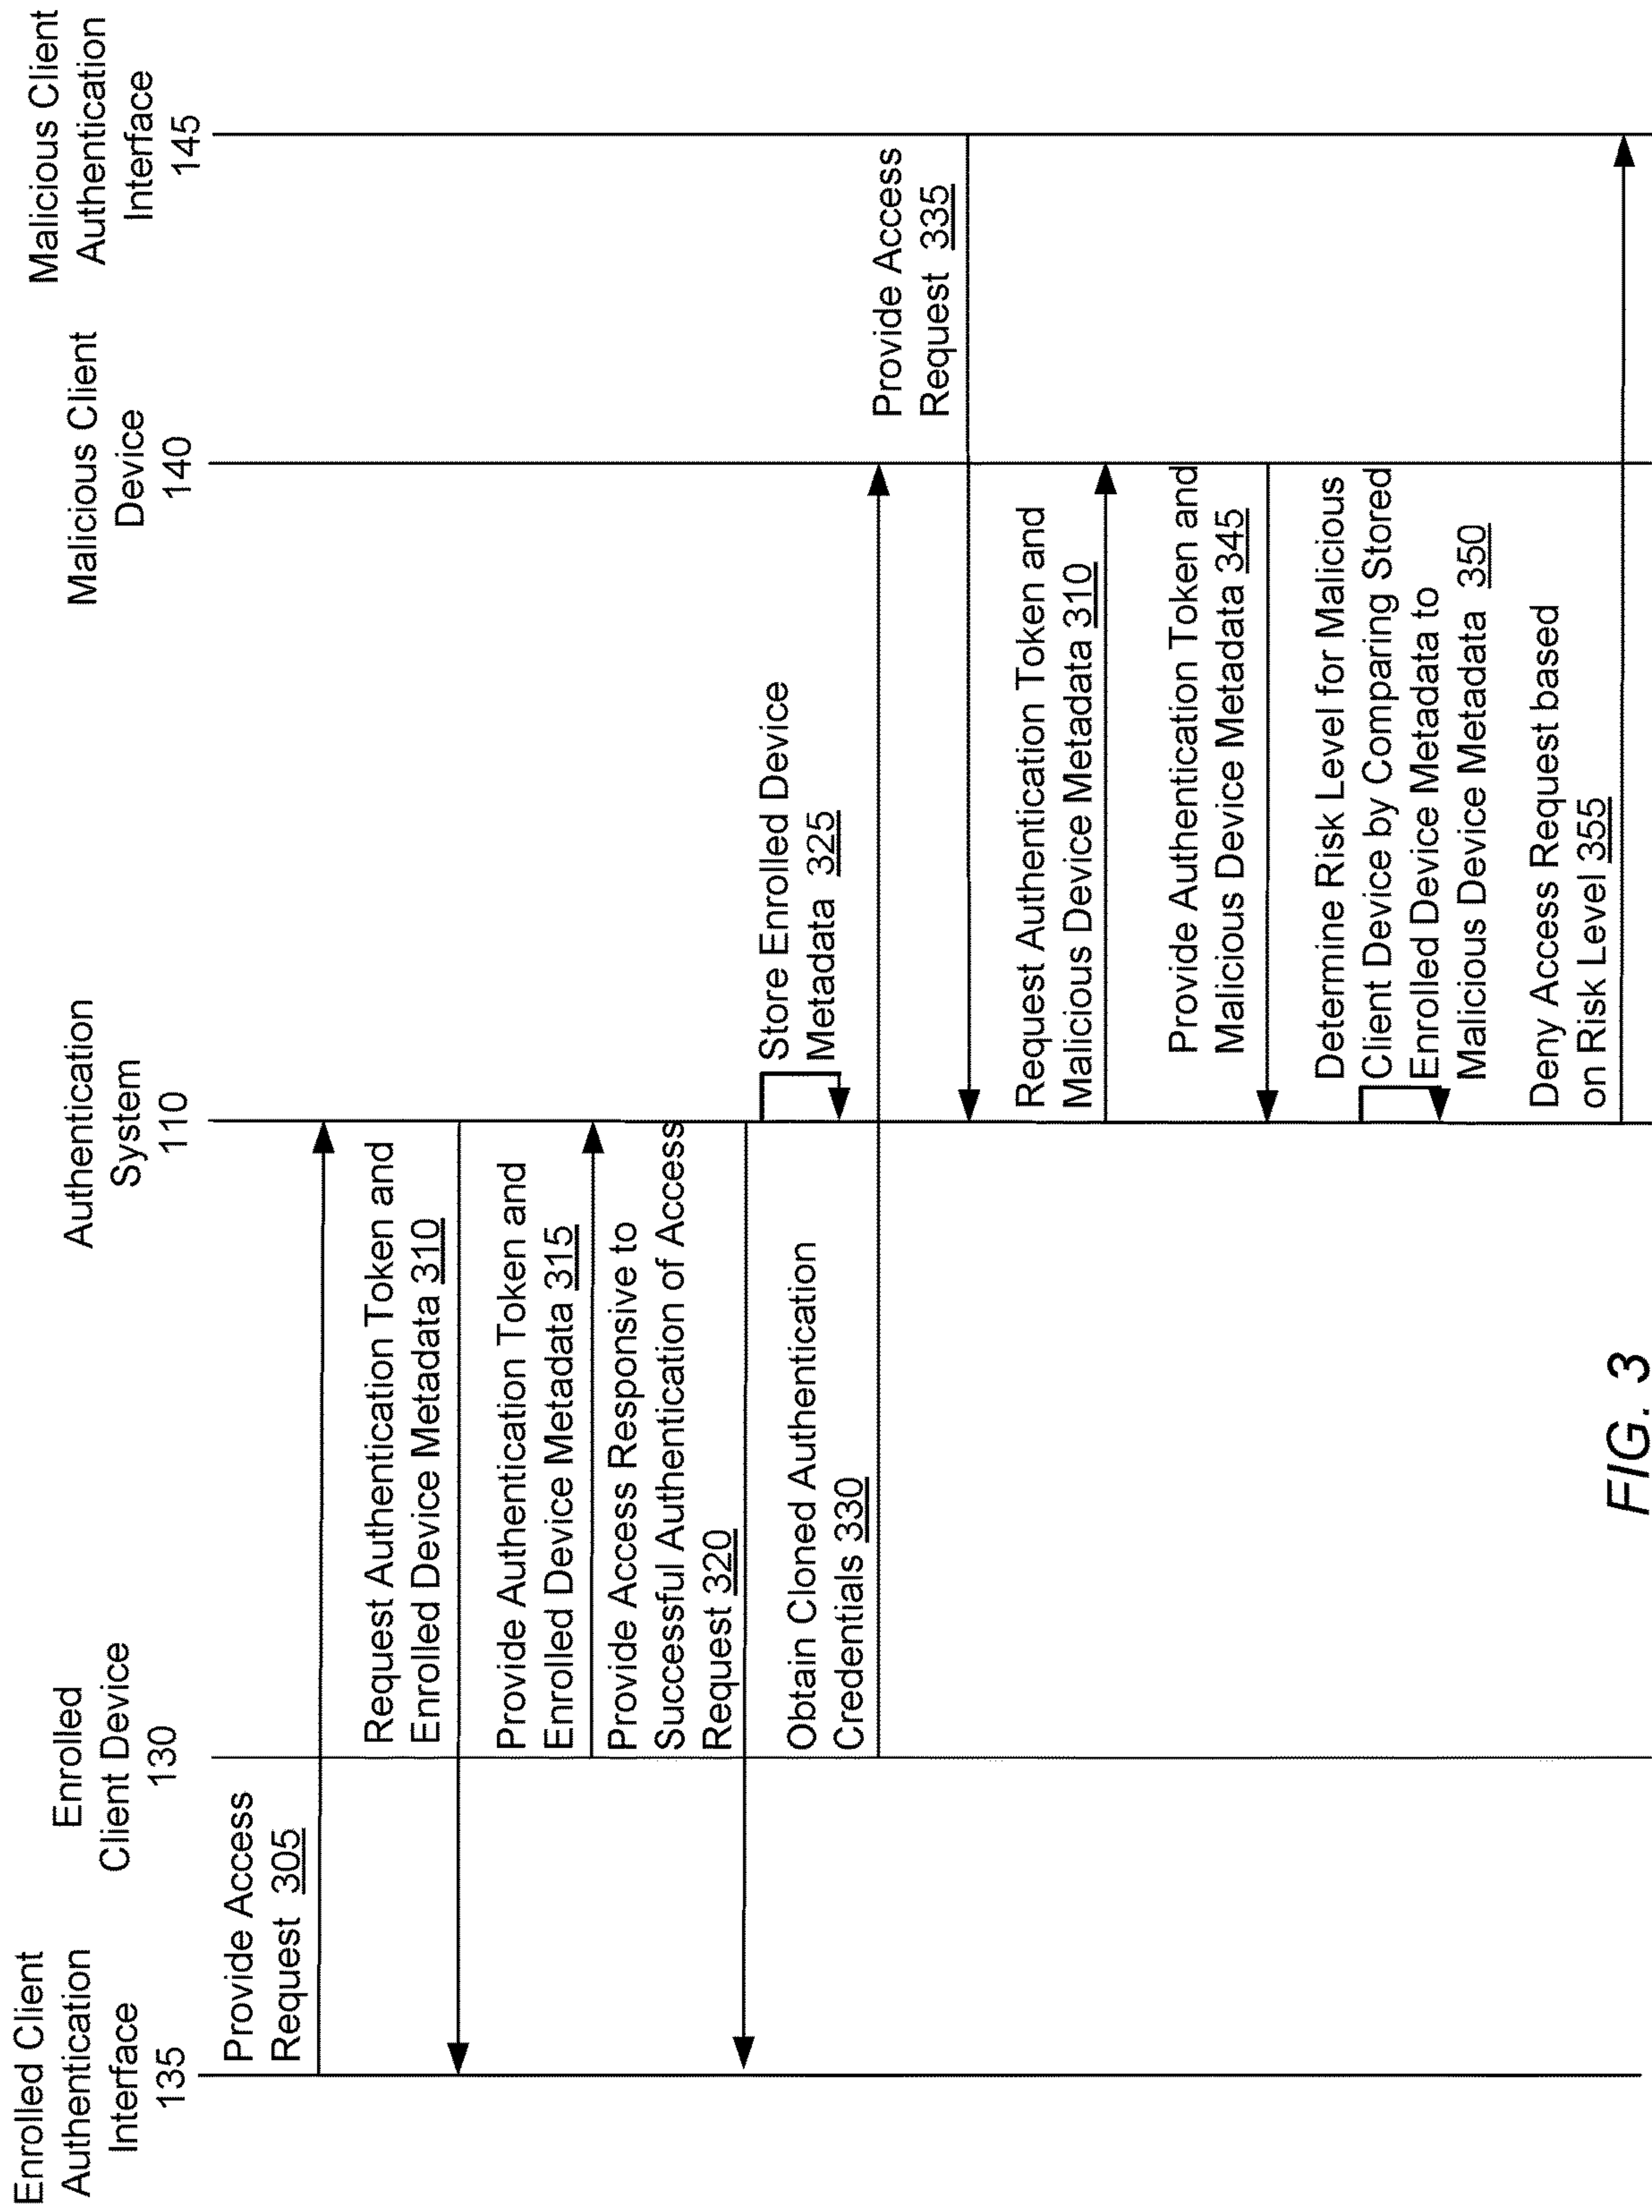 Enrolled Client
Authentication
Interface
135
Enrolled
Client Device
130
Authentication
System
110
Malicious Client
Device
140
Malicious Client
Authentication
Interface
145
Provide Access
Request 305
Request Authentication Token and
Enrolled Device Metadata 310
Provide Authentication Token and
Enrolled Device Metadata 315
Provide Access Responsive to
Successful Authentication of Access
Request 320
Store Enrolled Device
Metadata 325
Obtain Cloned Authentication
Credentials 330
Provide Access
Request 335
Request Authentication Token and
Malicious Device Metadata 310
Provide Authentication Token and
Malicious Device Metadata 345
Determine Risk Level for Malicious
Client Device by Comparing Stored
Enrolled Device Metadata to
Malicious Device Metadata 350
Deny Access Request based
on Risk Level 355
FIG. 3